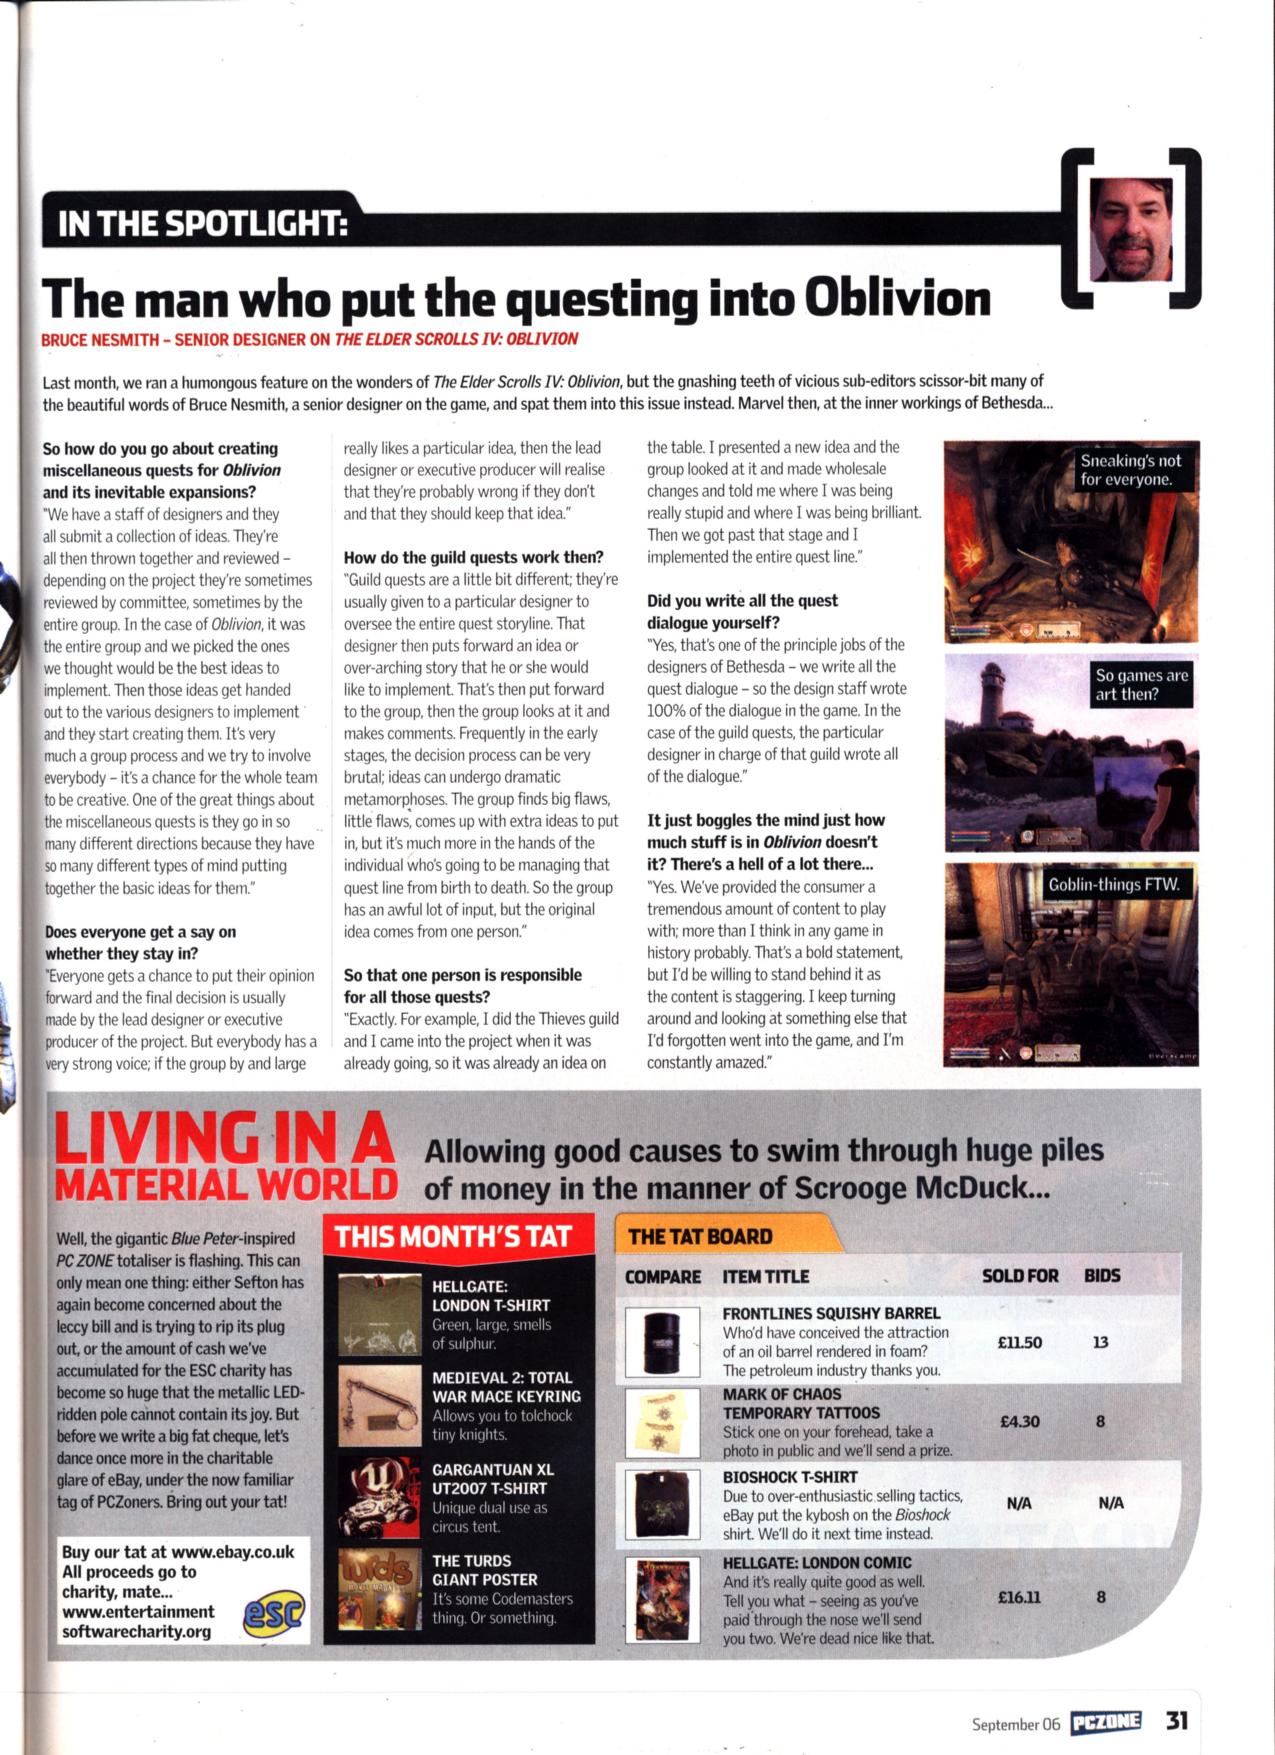 IN THE SPOTLIGHT:
The man who put the questing into Oblivion
BRUCE NESMITH – SENIOR DESIGNER ON THE ELDER SCROLLS IV: OBLIVION
Last month, we ran a humongous feature on the wonders of The Elder Scrolls IV: Oblivion, but the gnashing teeth of vicious sub-editors scissor-bit many of
the beautiful words of Bruce Nesmith, a senior designer on the game, and spat them into this issue instead. Marvel then, at the inner workings of Bethesda...
So how do you go about creating
miscellaneous quests for Oblivion
and its inevitable expansions?
"We have a staff of designers and they
all submit a collection of ideas. They're
all then thrown together and reviewed –
depending on the project they're sometimes
reviewed by committee, sometimes by the
entire group. In the case of Oblivion, it was
the entire group and we picked the ones
we thought would be the best ideas to
implement. Then those ideas get handed
out to the various designers to implement
and they start creating them. It's very
much a group process and we try to involve
everybody – it's a chance for the whole team
to be creative. One of the great things about
the miscellaneous quests is they go in so
many different directions because they have
so many different types of mind putting
together the basic ideas for them."
Does everyone get a say on
whether they stay in?
"Everyone gets a chance to put their opinion
forward and the final decision is usually
made by the lead designer or executive
producer of the project. But everybody has a
very strong voice; if the group by and large
really likes a particular idea, then the lead
designer or executive producer will realise
that they're probably wrong if they don't
and that they should keep that idea."
How do the guild quests work then?
"Guild quests are a little bit different; they're
usually given to a particular designer to
oversee the entire quest storyline. That
designer then puts forward an idea or
over-arching story that he or she would
like to implement. That's then put forward
to the group, then the group looks at it and
makes comments. Frequently in the early
stages, the decision process can be very
brutal; ideas can undergo dramatic
metamorphoses. The group finds big flaws,
little flaws, comes up with extra ideas to put
in, but it's much more in the hands of the
individual who's going to be managing that
quest line from birth to death. So the group
has an awful lot of input, but the original
idea comes from one person."
So that one person is responsible
for all those quests?
"Exactly. For example, I did the Thieves guild
and I came into the project when it was
already going, so it was already an idea on
the table. I presented a new idea and the
group looked at it and made wholesale
changes and told me where I was being
really stupid and where I was being brilliant.
Then we got past that stage and I
implemented the entire quest line."
Did you write all the quest
dialogue yourself?
"Yes, that's one of the principle jobs of the
designers of Bethesda – we write all the
quest dialogue – so the design staff wrote
100% of the dialogue in the game. In the
case of the guild quests, the particular
designer in charge of that guild wrote all
of the dialogue."
It just boggles the mind just how
much stuff is in Oblivion doesn't
it? There's a hell of a lot there...
"Yes. We've provided the consumer a
tremendous amount of content to play
with; more than I think in any game in
history probably. That's a bold statement,
but I'd be willing to stand behind it as
the content is staggering. I keep turning
around and looking at something else that
I'd forgotten went into the game, and I'm
constantly amazed."
Sneaking's not
for everyone.
So games are
art then?
Goblin-things FTW.
LIVING IN A
MATERIAL WORLD
Allowing good causes to swim through huge piles
of money in the manner of Scrooge McDuck...
Well, the gigantic Blue Peter-inspired
PC ZONE totaliser is flashing. This can
only mean one thing: either Sefton has
again become concerned about the
leccy bill and is trying to rip its plug
out, or the amount of cash we've
accumulated for the ESC charity has
become so huge that the metallic LED-
ridden pole cannot contain its joy. But
before we write a big fat cheque, let's
dance once more in the charitable
glare of eBay, under the now familiar
tag of PCZoners. Bring out your tat!
Buy our tat at www.ebay.co.uk
All proceeds go to
charity, mate...
www.entertainment
softwarecharity.org
esc
THIS MONTH'S TAT
HELLGATE:
LONDON T-SHIRT
Green, large, smells
of sulphur.
MEDIEVAL 2: TOTAL
WAR MACE KEYRING
Allows you to tolchock
tiny knights.
GARGANTUAN XL
UT2007 T-SHIRT
Unique dual use as
circus tent.
turds
THE TURDS
GIANT POSTER
It's some Codemasters
thing. Or something.
THE TAT BOARD
COMPARE ITEM TITLE SOLD FOR BIDS
FRONTLINES SQUISHY BARREL
Who'd have conceived the attraction
of an oil barrel rendered in foam?
The petroleum industry thanks you.
£11.50 13
MARK OF CHAOS
TEMPORARY TATTOOS
Stick one on your forehead, take a
photo in public and we'll send a prize.
£4.30 8
BIOSHOCK T-SHIRT
Due to over-enthusiastic selling tactics,
eBay put the kybosh on the Bioshock
shirt. We'll do it next time instead.
N/A N/A
HELLGATE: LONDON COMIC
And it's really quite good as well.
Tell you what – seeing as you've
paid through the nose we'll send
you two. We're dead nice like that.
£16.11 8
September 06 PCZONE 31